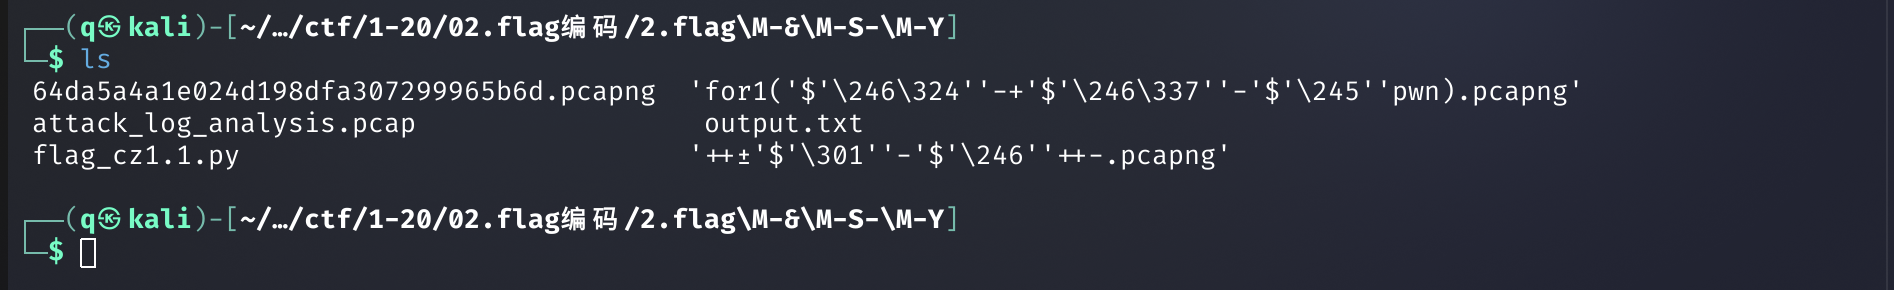 ┌──(q㉿kali)-[~/…/ctf/1-20/02.flag编码/2.flag\M-&\M-S-\M-Y]
└─$ ls
64da5a4a1e024d198dfa307299965b6d.pcapng  'for1('$'\246\324''-+'$'\246\337''-'$'\245''pwn).pcapng'
attack_log_analysis.pcap                  output.txt
flag_cz1.1.py                            '++±'$'\301''-'$'\246''++-.pcapng'
┌──(q㉿kali)-[~/…/ctf/1-20/02.flag编码/2.flag\M-&\M-S-\M-Y]
└─$